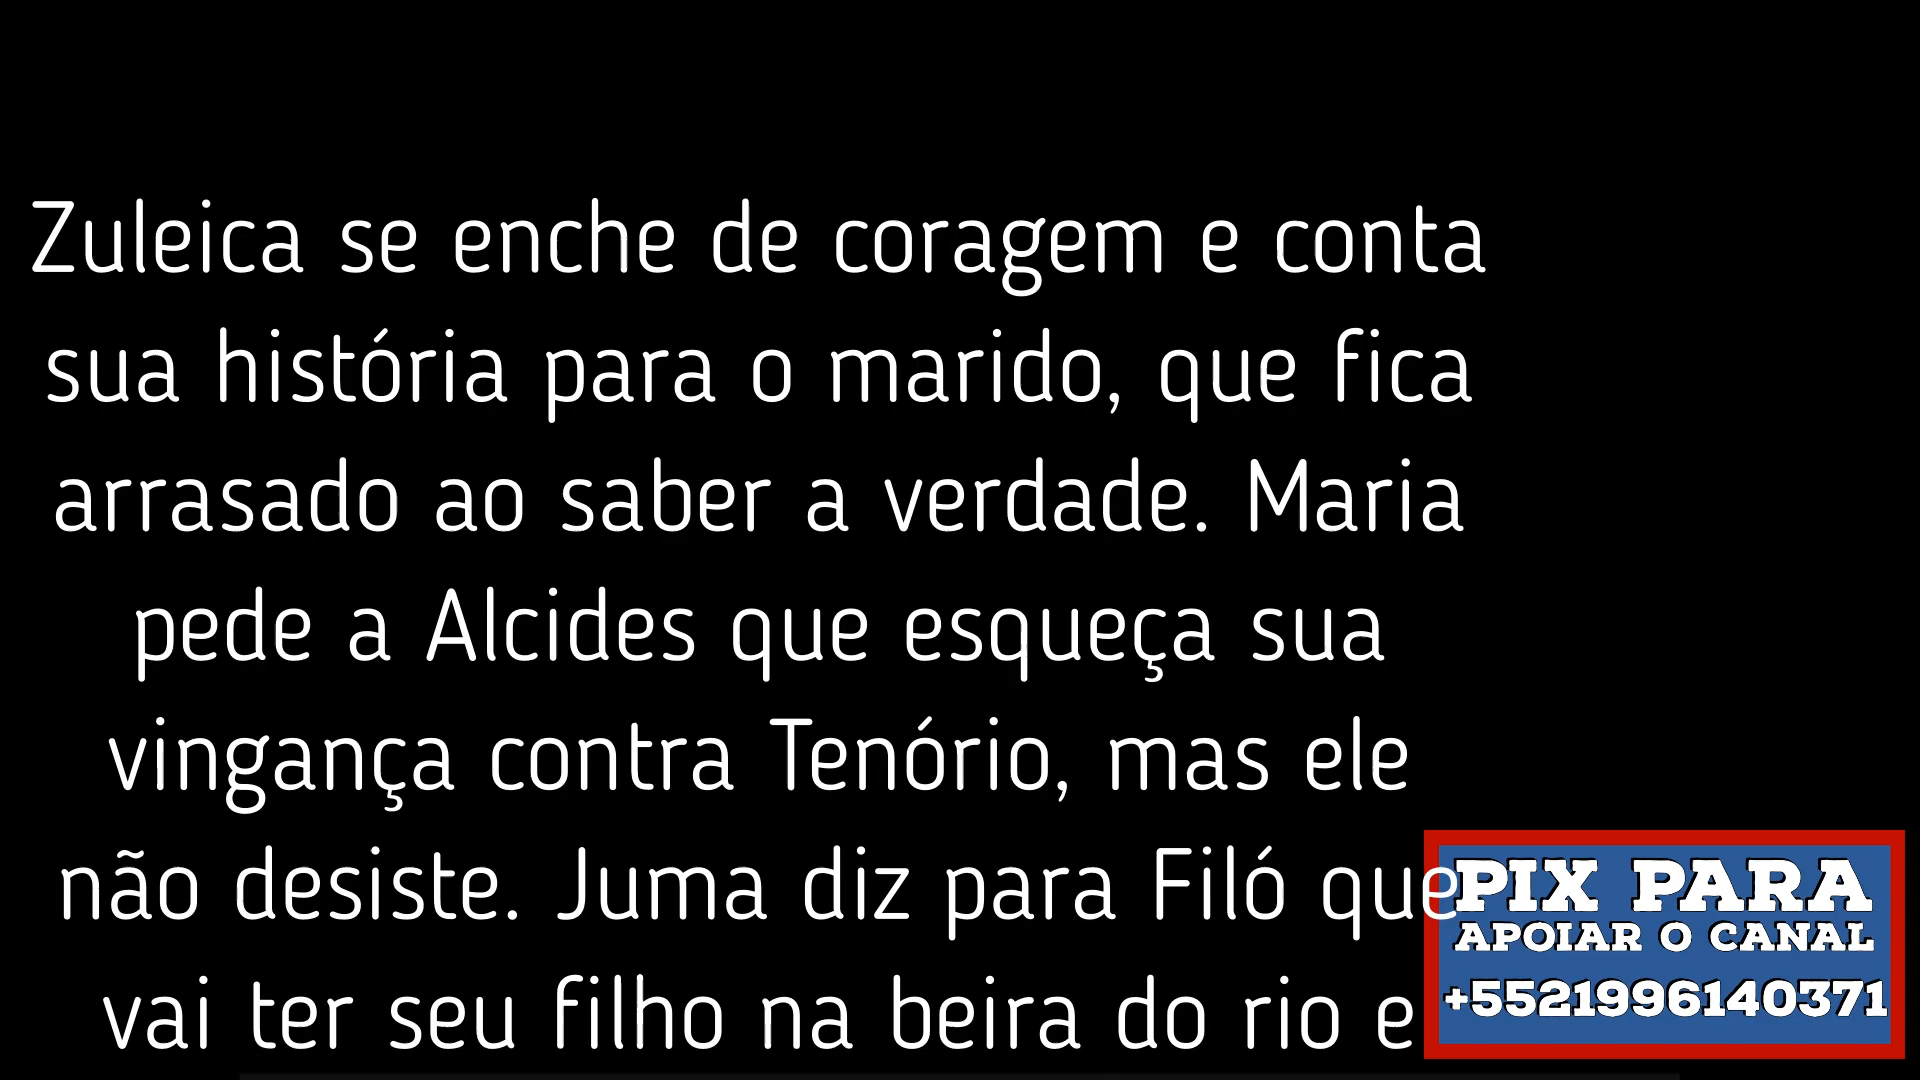 Zuleica se enche de coragem e conta
sua história para o marido, que fica
arrasado ao saber a verdade. Maria
pede a Alcides que esqueça sua
vingança contra Tenório, mas ele
não desiste. Juma diz para Filó que
vai ter seu filho na beira do rio e
PIX PARA
APOIAR O CANAL
+5521996140371